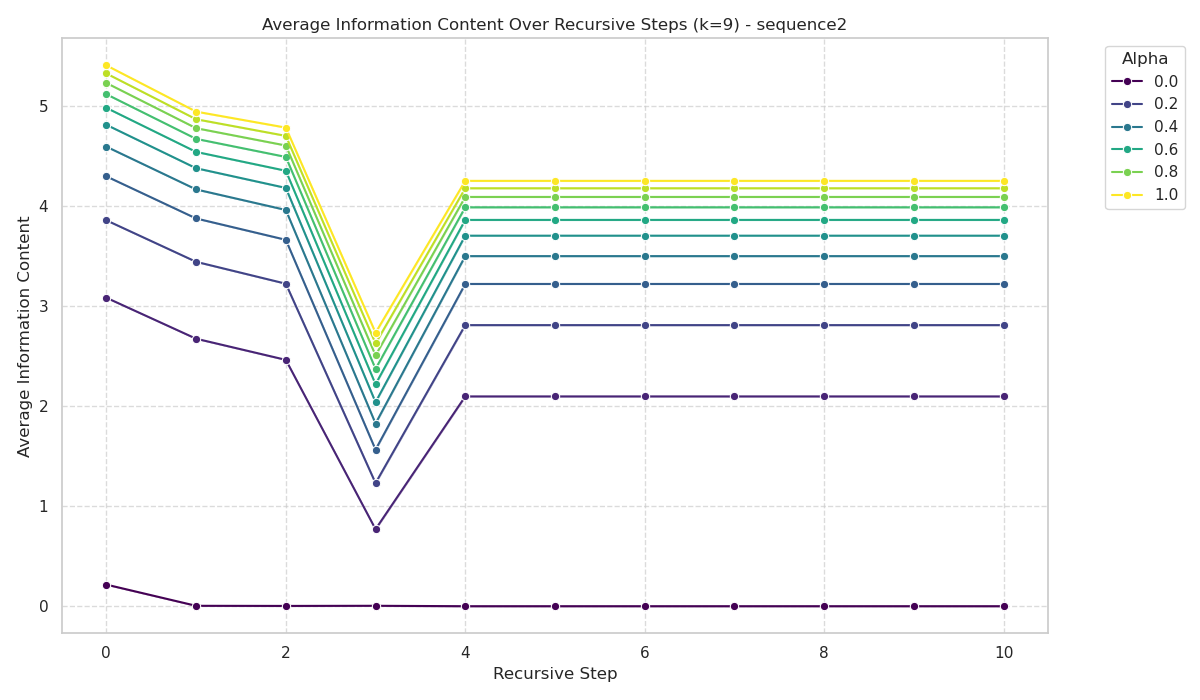 Average Information Content Over Recursive Steps (k=9) - sequence2
Alpha
0.0
0.2
0.4
0.6
0.8
1.0
Average Information Content
5
4
3
2
1
0
0 2 4 6 8 10
Recursive Step